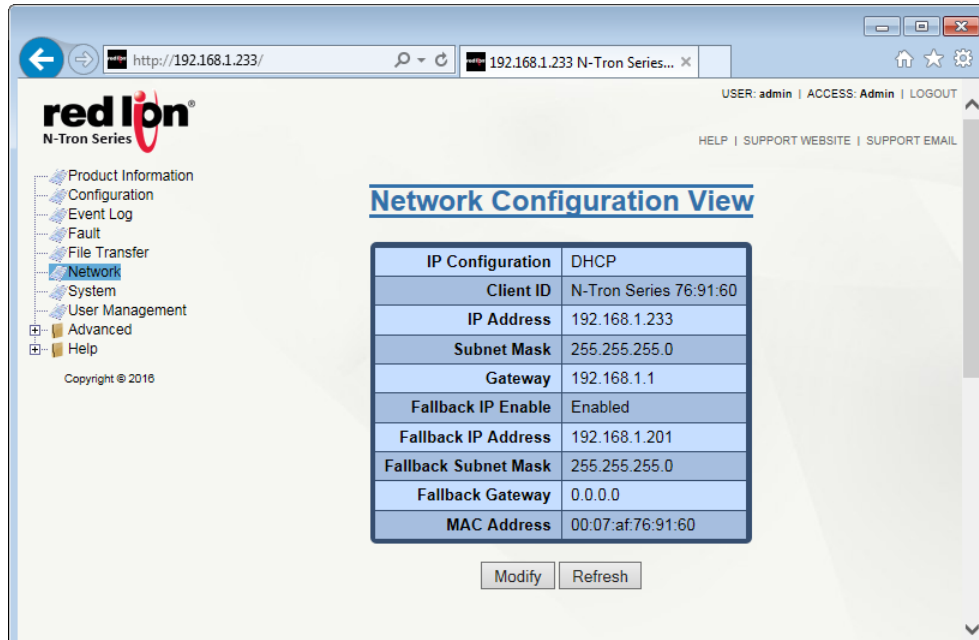 http://192.168.1.233/
192.168.1.233 N-Tron Series...
USER: admin | ACCESS: Admin | LOGOUT
red lion®
N-Tron Series
HELP | SUPPORT WEBSITE | SUPPORT EMAIL
Product Information
Configuration
Event Log
Fault
File Transfer
Network
System
User Management
Advanced
Help
Copyright © 2016
Network Configuration View
IP Configuration DHCP
Client ID N-Tron Series 76:91:60
IP Address 192.168.1.233
Subnet Mask 255.255.255.0
Gateway 192.168.1.1
Fallback IP Enable Enabled
Fallback IP Address 192.168.1.201
Fallback Subnet Mask 255.255.255.0
Fallback Gateway 0.0.0.0
MAC Address 00:07:af:76:91:60
Modify Refresh